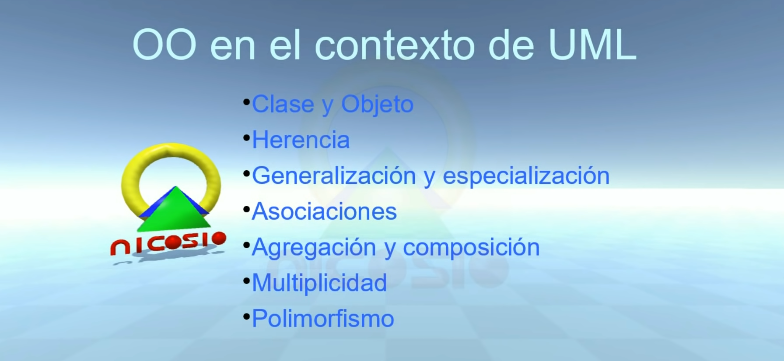 OO en el contexto de UML
•Clase y Objeto
•Herencia
•Generalización y especialización
•Asociaciones
•Agregación y composición
•Multiplicidad
•Polimorfismo
nicosio